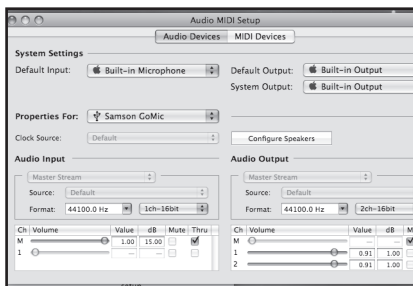 Audio MIDI Setup
Audio Devices MIDI Devices
System Settings
Default Input: Built-in Microphone
Default Output: Built-in Output
System Output: Built-in Output
Properties For: Samson GoMic
Clock Source: Default
Configure Speakers
Audio Input
Master Stream
Source: Default
Format: 44100.0 Hz 1ch-16bit
Ch Volume Value dB Mute Thru
M 1.00 15.00
1 — —
Audio Output
Master Stream
Source: Default
Format: 44100.0 Hz 2ch-16bit
Ch Volume Value dB M
M — —
1 0.91 1.00
2 0.91 1.00